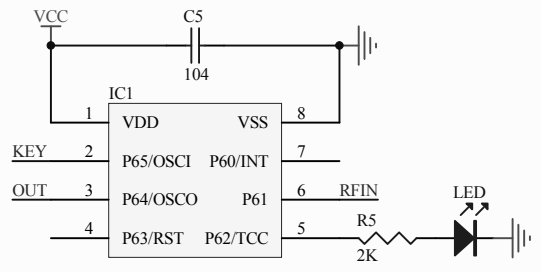 VCC
C5
104
IC1
1 VDD VSS 8
KEY 2 P65/OSCI P60/INT 7
OUT 3 P64/OSCO P61 6 RFIN
4 P63/RST P62/TCC 5
R5
2K
LED